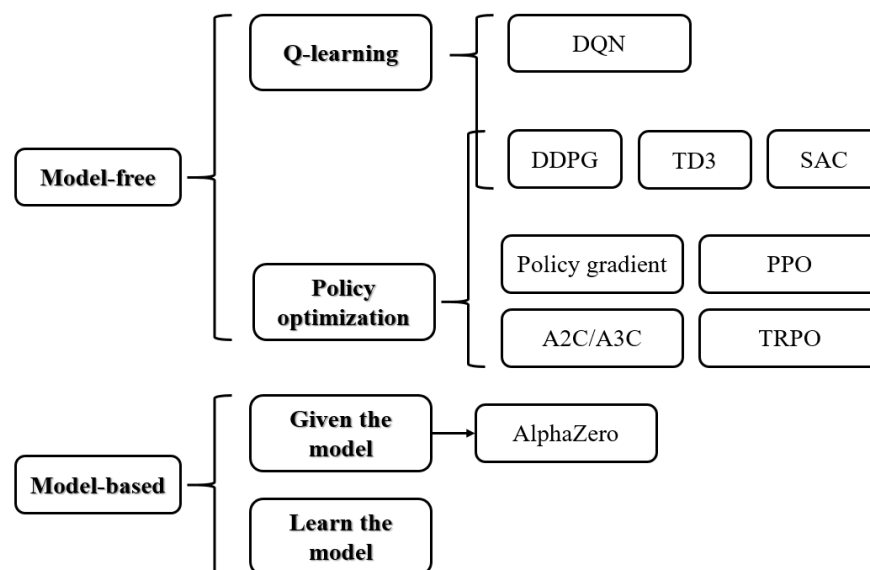 Q-learning
DQN
Model-free
DDPG
TD3
SAC
Policy
optimization
Policy gradient
PPO
A2C/A3C
TRPO
Model-based
Given the
model
AlphaZero
Learn the
model